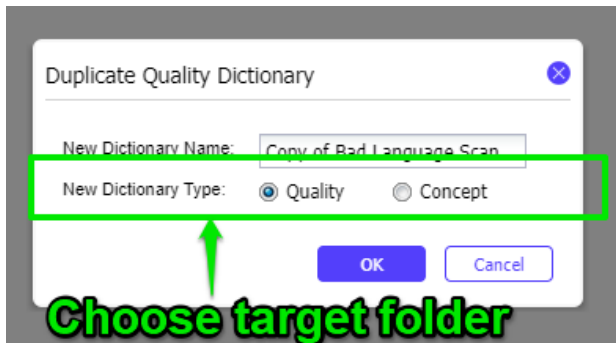 Duplicate Quality Dictionary
New Dictionary Name: Copy of Bad Language Scan
New Dictionary Type: Quality Concept
OK Cancel
Choose target folder